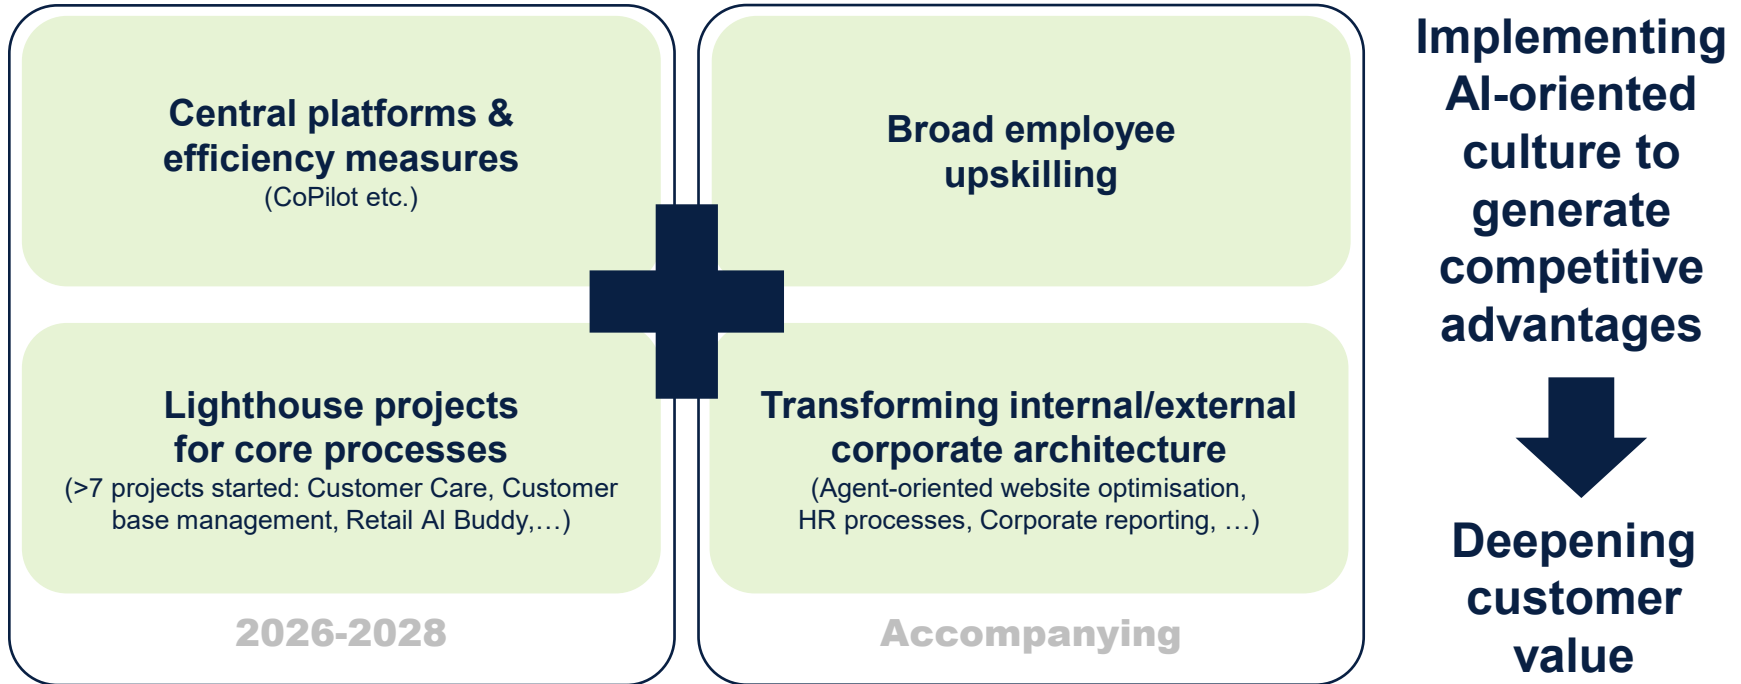 Central platforms &
efficiency measures
(CoPilot etc.)
Lighthouse projects
for core processes
(>7 projects started: Customer Care, Customer
base management, Retail AI Buddy,…)
2026-2028
Broad employee
upskilling
Transforming internal/external
corporate architecture
(Agent-oriented website optimisation,
HR processes, Corporate reporting, …)
Accompanying
Implementing
AI-oriented
culture to
generate
competitive
advantages
Deepening
customer
value